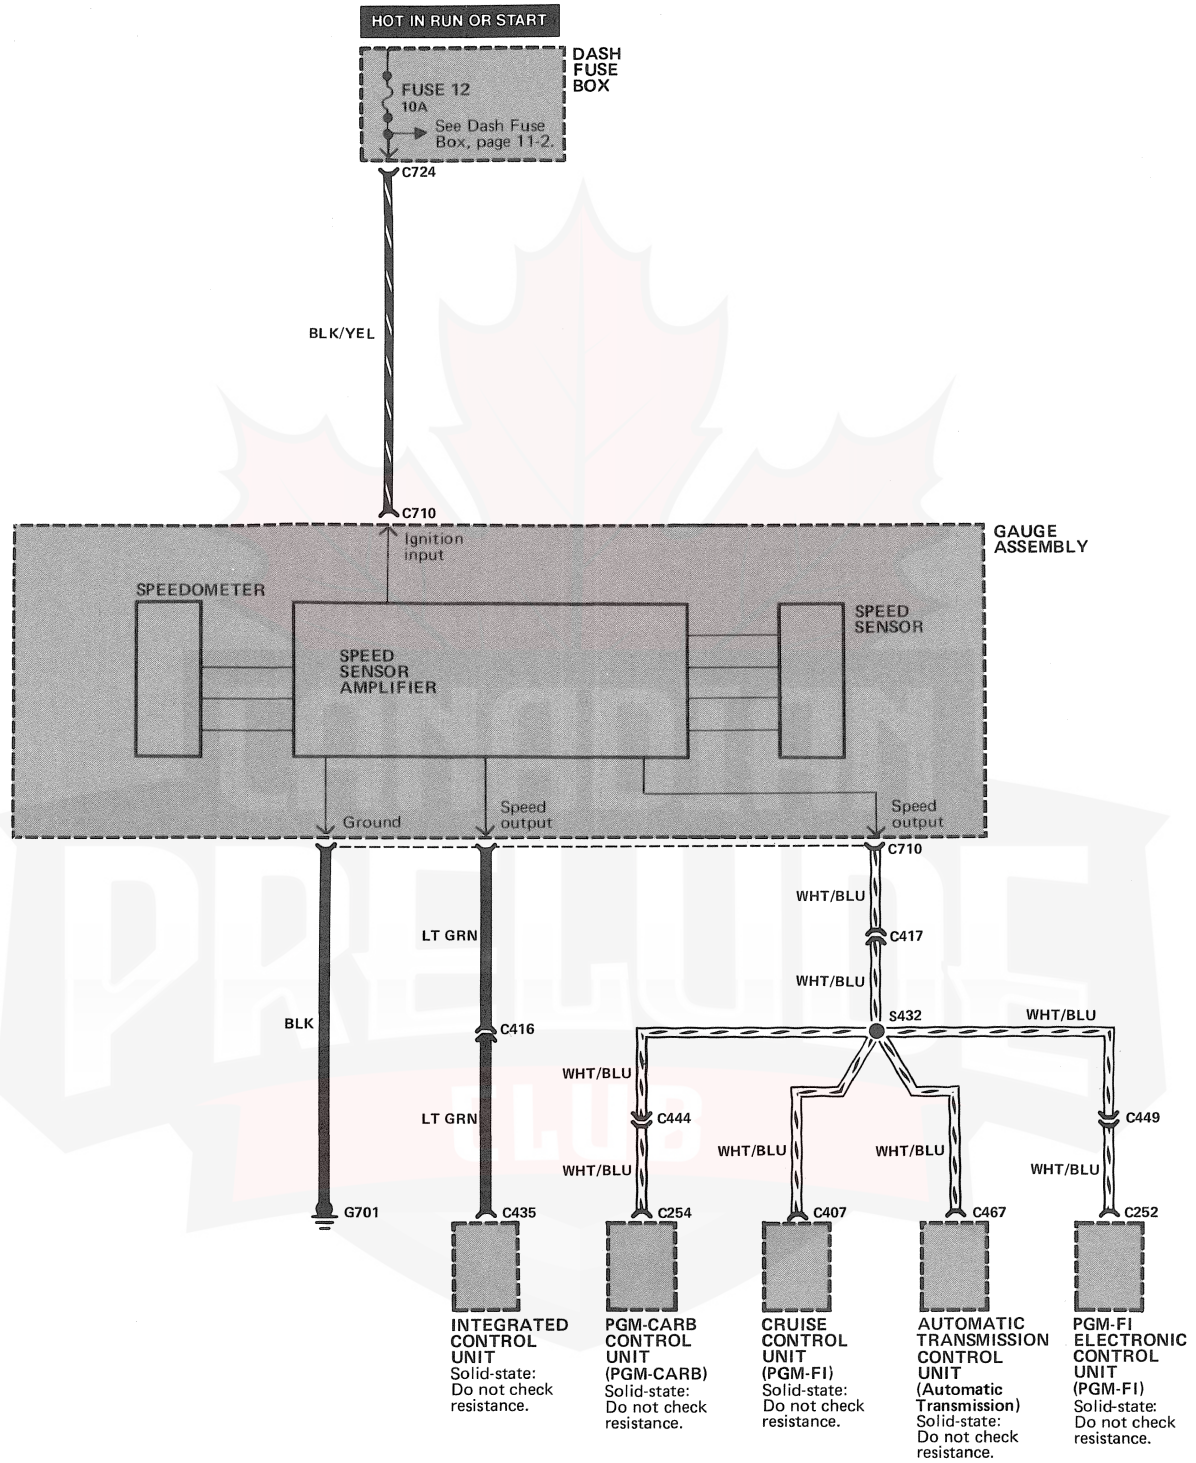 HOT IN RUN OR START
DASH
FUSE
BOX
FUSE 12
10A
See Dash Fuse
Box, page 11-2.
C724
BLK/YEL
C710
Ignition
input
GAUGE
ASSEMBLY
SPEEDOMETER
SPEED
SENSOR
AMPLIFIER
SPEED
SENSOR
Ground
Speed
output
Speed
output
C710
WHT/BLU
LT GRN
C417
WHT/BLU
BLK
C416
S432
WHT/BLU
WHT/BLU
LT GRN
C444
C449
WHT/BLU
WHT/BLU
WHT/BLU
WHT/BLU
G701
C435
C254
C407
C467
C252
INTEGRATED
CONTROL
UNIT
Solid-state:
Do not check
resistance.
PGM-CARB
CONTROL
UNIT
(PGM-CARB)
Solid-state:
Do not check
resistance.
CRUISE
CONTROL
UNIT
(PGM-FI)
Solid-state:
Do not check
resistance.
AUTOMATIC
TRANSMISSION
CONTROL
UNIT
(Automatic
Transmission)
Solid-state:
Do not check
resistance.
PGM-FI
ELECTRONIC
CONTROL
UNIT
(PGM-FI)
Solid-state:
Do not check
resistance.
CANADIAN
PRELUDE
CLUB